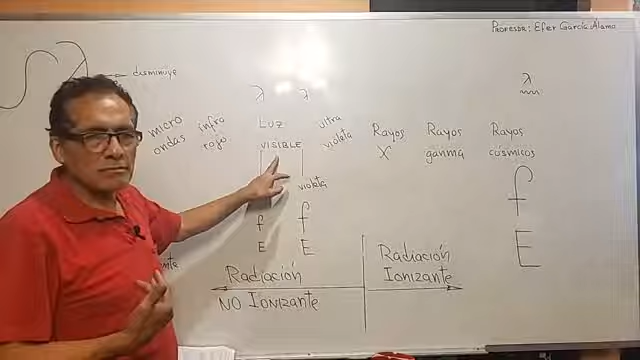 PROFESOR: Efer García Álamo
λ disminuye
λ λ
λ
micro
ondas
infra
rojo
LUZ
VISIBLE
ultra
violeta
Rayos
X
Rayos
gamma
Rayos
cósmicos
violeta
f f
E E
f
E
Radiación
NO IONIZANTE
Radiación
Ionizante